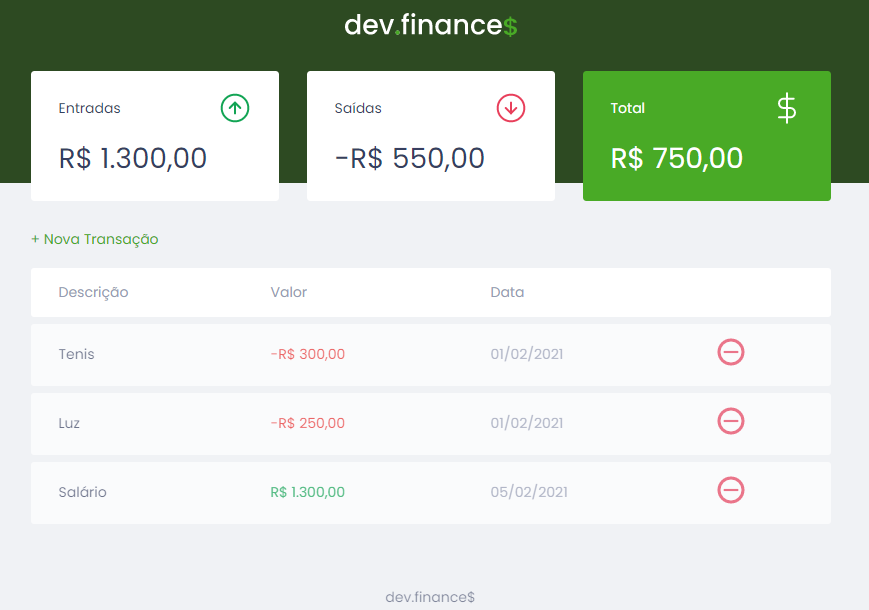 dev.finance$
Entradas
R$ 1.300,00
Saídas
-R$ 550,00
Total
R$ 750,00
+ Nova Transação
Descrição Valor Data
Tenis -R$ 300,00 01/02/2021
Luz -R$ 250,00 01/02/2021
Salário R$ 1.300,00 05/02/2021
dev.finance$